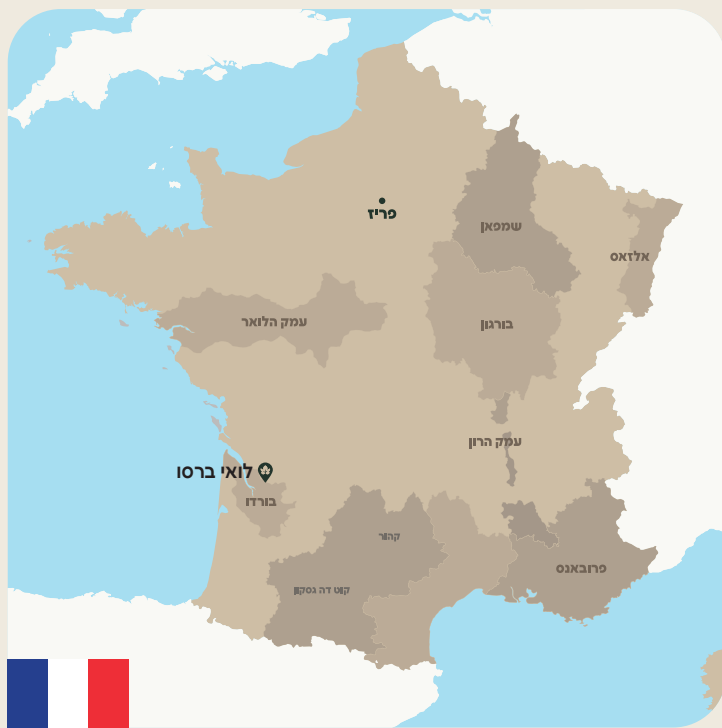 פריז
שמפאן
אלזאס
עמק הלואר
בורגון
עמק הרון
לואי ברסו
בורדו
קהור
פרובאנס
קוט דה גסקון